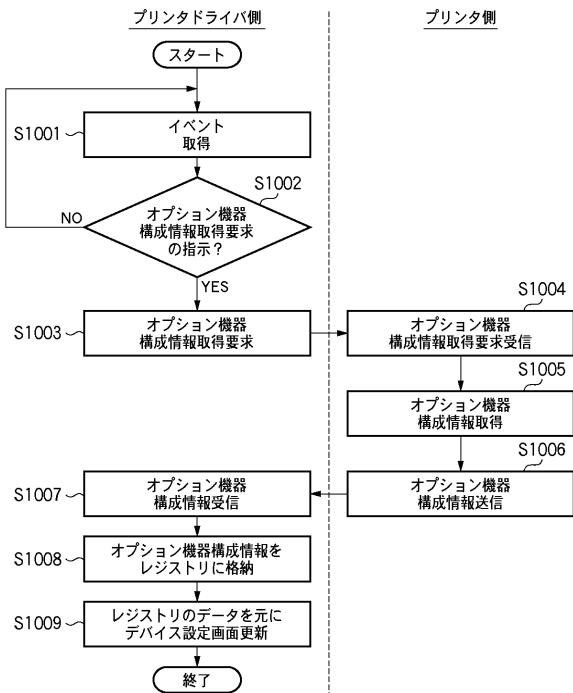 プリンタドライバ側
プリンタ側
スタート
S1001
イベント
取得
S1002
オプション機器
構成情報取得要求
の指示？
NO
YES
S1003
オプション機器
構成情報取得要求
S1004
オプション機器
構成情報取得要求受信
S1005
オプション機器
構成情報取得
S1006
オプション機器
構成情報送信
S1007
オプション機器
構成情報受信
S1008
オプション機器構成情報を
レジストリに格納
S1009
レジストリのデータを元に
デバイス設定画面更新
終了